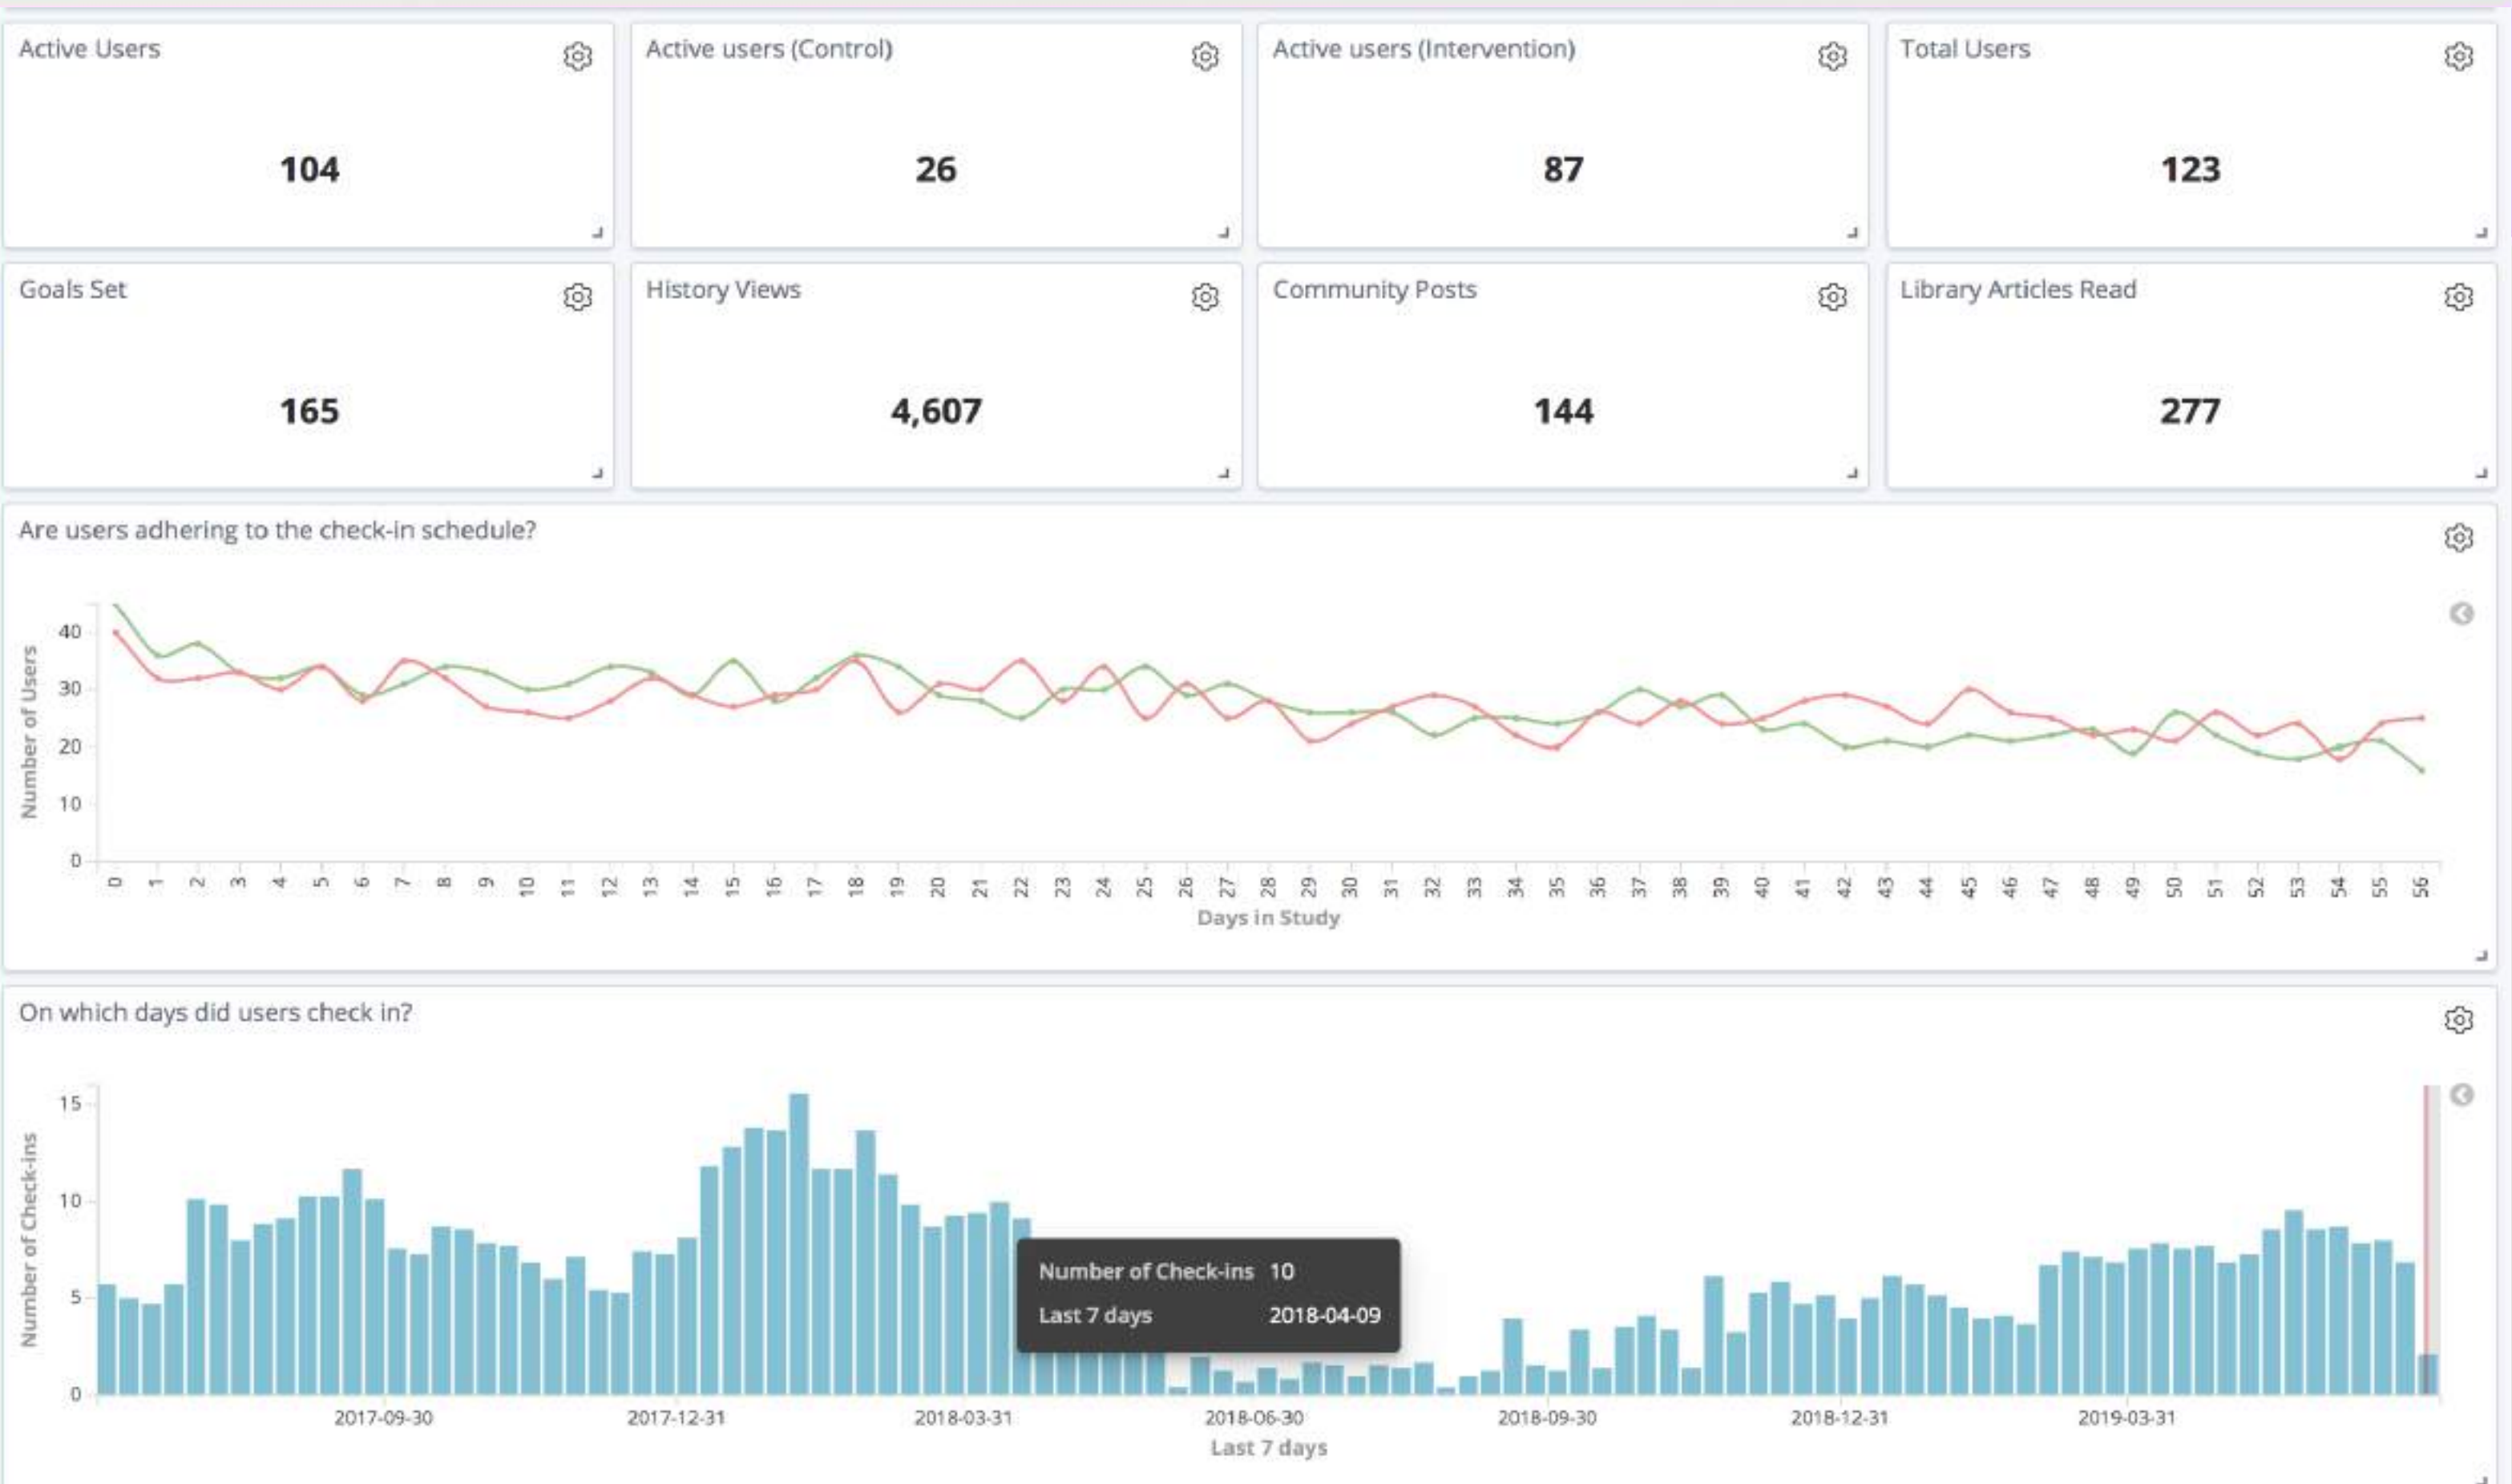 Active Users
Active users (Control)
Active users (Intervention)
Total Users
104
26
87
123
Goals Set
History Views
Community Posts
Library Articles Read
165
4,607
144
277
Are users adhering to the check-in schedule?
Number of Users
40
30
20
10
0
0 1 2 3 4 5 6 7 8 9 10 11 12 13 14 15 16 17 18 19 20 21 22 23 24 25 26 27 28 29 30 31 32 33 34 35 36 37 38 39 40 41 42 43 44 45 46 47 48 49 50 51 52 53 54 55 56
Days in Study
On which days did users check in?
Number of Check-ins
15
10
5
0
Number of Check-ins 10
Last 7 days 2018-04-09
2017-09-30 2017-12-31 2018-03-31 2018-06-30 2018-09-30 2018-12-31 2019-03-31
Last 7 days